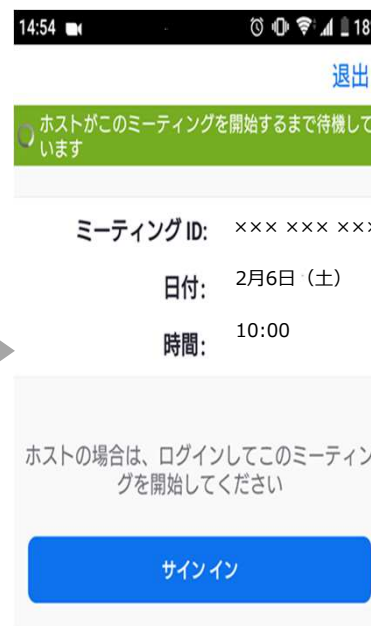 14:54
18
退出
ホストがこのミーティングを開始するまで待機して
います
ミーティング ID: ××× ××× ×××
日付: 2月6日（土）
時間: 10:00
ホストの場合は、ログインしてこのミーティン
グを開始してください
サインイン